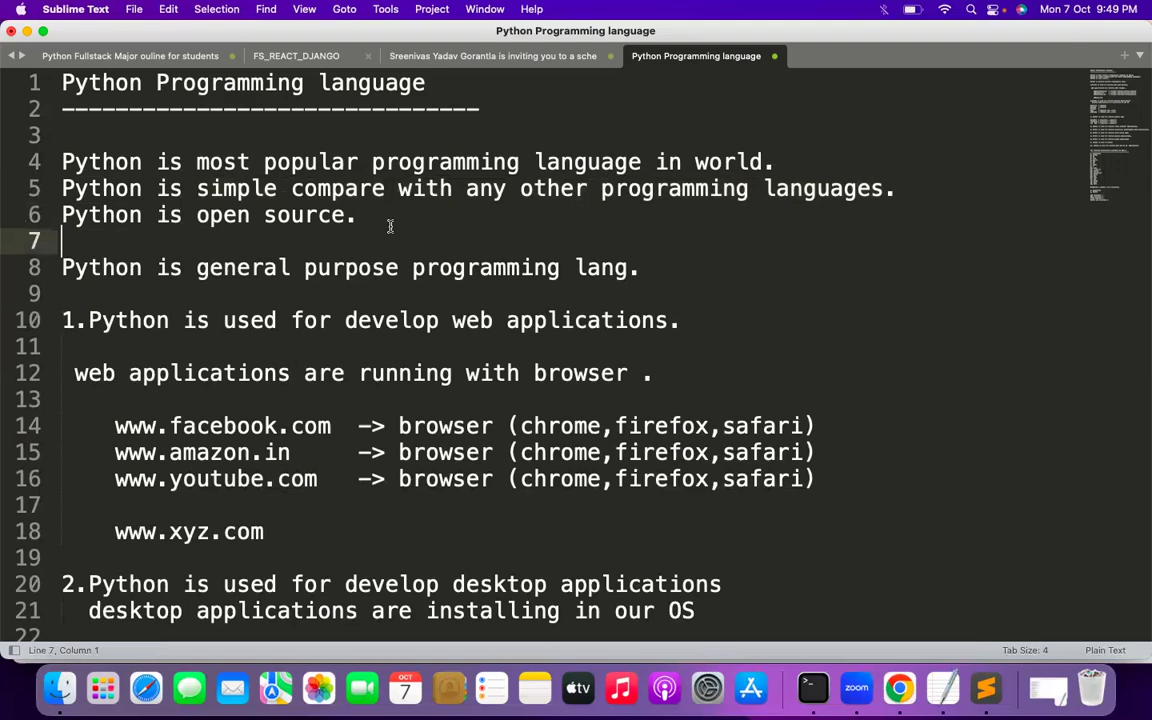 Sublime Text File Edit Selection Find View Goto Tools Project Window Help Mon 7 Oct 9:49 PM
Python Programming language
Python Fullstack Major ouline for students FS_REACT_DJANGO Sreenivas Yadav Gorantla is inviting you to a sche Python Programming language
1 Python Programming language
2 -------------------------------
3
4 Python is most popular programming language in world.
5 Python is simple compare with any other programming languages.
6 Python is open source.
7
8 Python is general purpose programming lang.
9
10 1.Python is used for develop web applications.
11
12 web applications are running with browser .
13
14 www.facebook.com -> browser (chrome,firefox,safari)
15 www.amazon.in -> browser (chrome,firefox,safari)
16 www.youtube.com -> browser (chrome,firefox,safari)
17
18 www.xyz.com
19
20 2.Python is used for develop desktop applications
21 desktop applications are installing in our OS
22
Line 7, Column 1 Tab Size: 4 Plain Text
OCT
7
tv
zoom